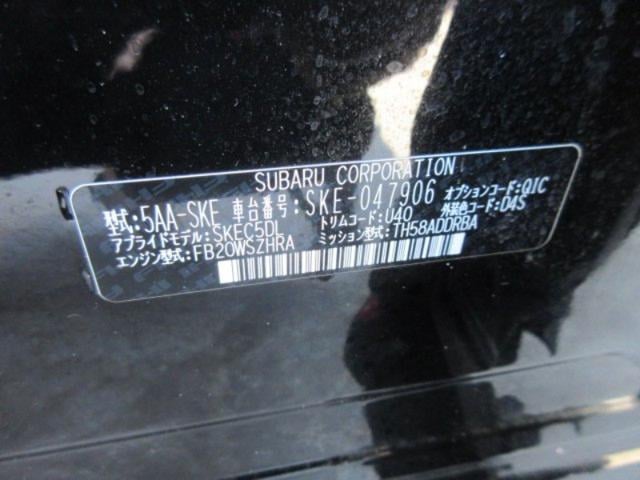 SUBARU CORPORATION
型式:5AA-SKE 車台番号:SKE-047906 オプションコード:QIC
アプライドモデル:SKEC5DL トリムコード:U40 外装色コード:D4S
エンジン型式:FB20WSZHRA ミッション型式:TH58ADDRBA